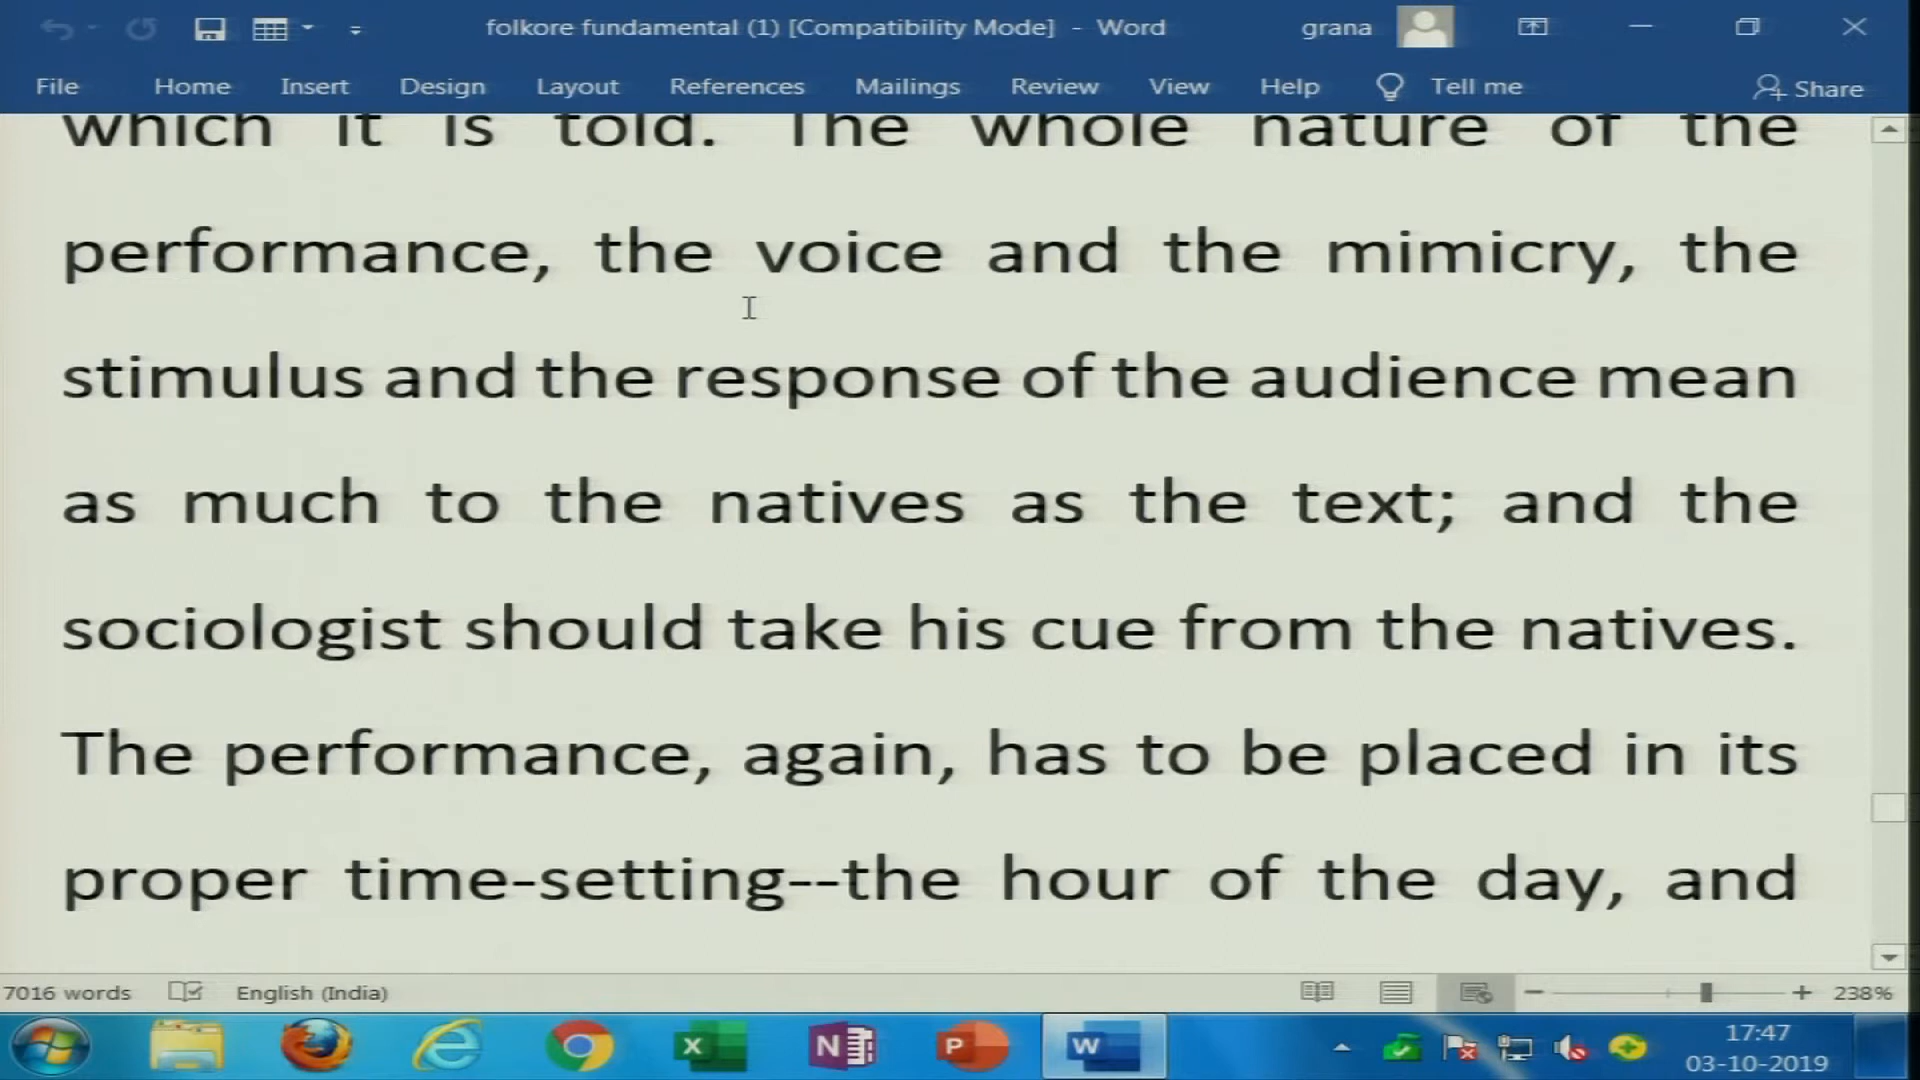 folkore fundamental (1) [Compatibility Mode] - Word
grana
File Home Insert Design Layout References Mailings Review View Help Tell me Share
which it is told. The whole nature of the
performance, the voice and the mimicry, the
stimulus and the response of the audience mean
as much to the natives as the text; and the
sociologist should take his cue from the natives.
The performance, again, has to be placed in its
proper time-setting--the hour of the day, and
7016 words English (India) 238%
17:47
03-10-2019